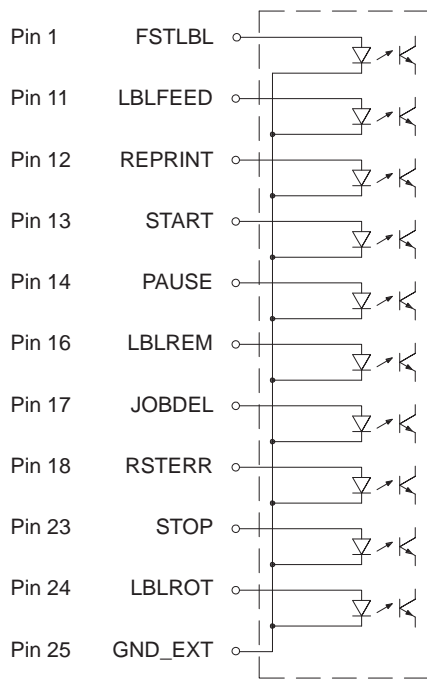 Pin 1 FSTLBL
Pin 11 LBLFEED
Pin 12 REPRINT
Pin 13 START
Pin 14 PAUSE
Pin 16 LBLREM
Pin 17 JOBDEL
Pin 18 RSTERR
Pin 23 STOP
Pin 24 LBLROT
Pin 25 GND_EXT